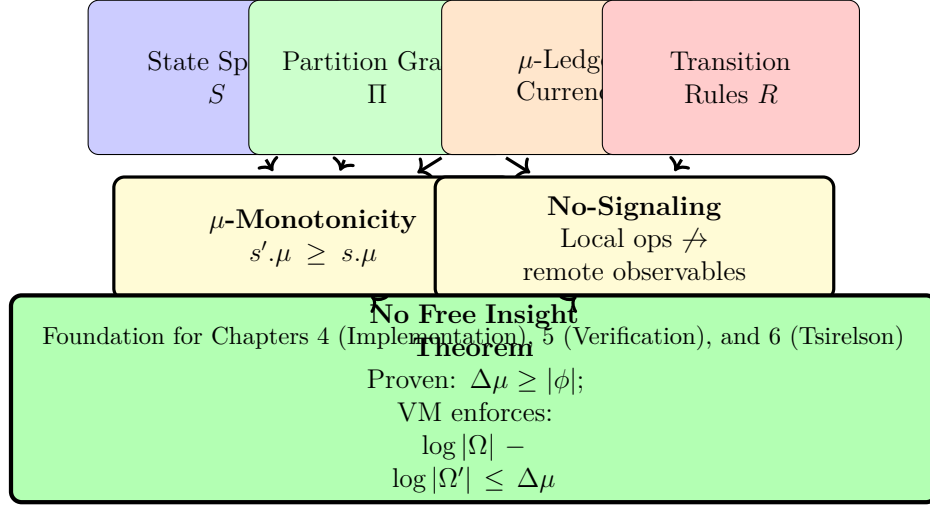 State Sp
S
Partition Gra
Π
μ-Ledg
Curren
Transition
Rules R
μ-Monotonicity
s′.μ ≥ s.μ
No-Signaling
Local ops ↛
remote observables
No Free Insight
Foundation for Chapters 4 (Implementation), 5 (Verification), and 6 (Tsirelson)
Theorem
Proven: Δμ ≥ |ϕ|;
VM enforces:
log |Ω| −
log |Ω′| ≤ Δμ